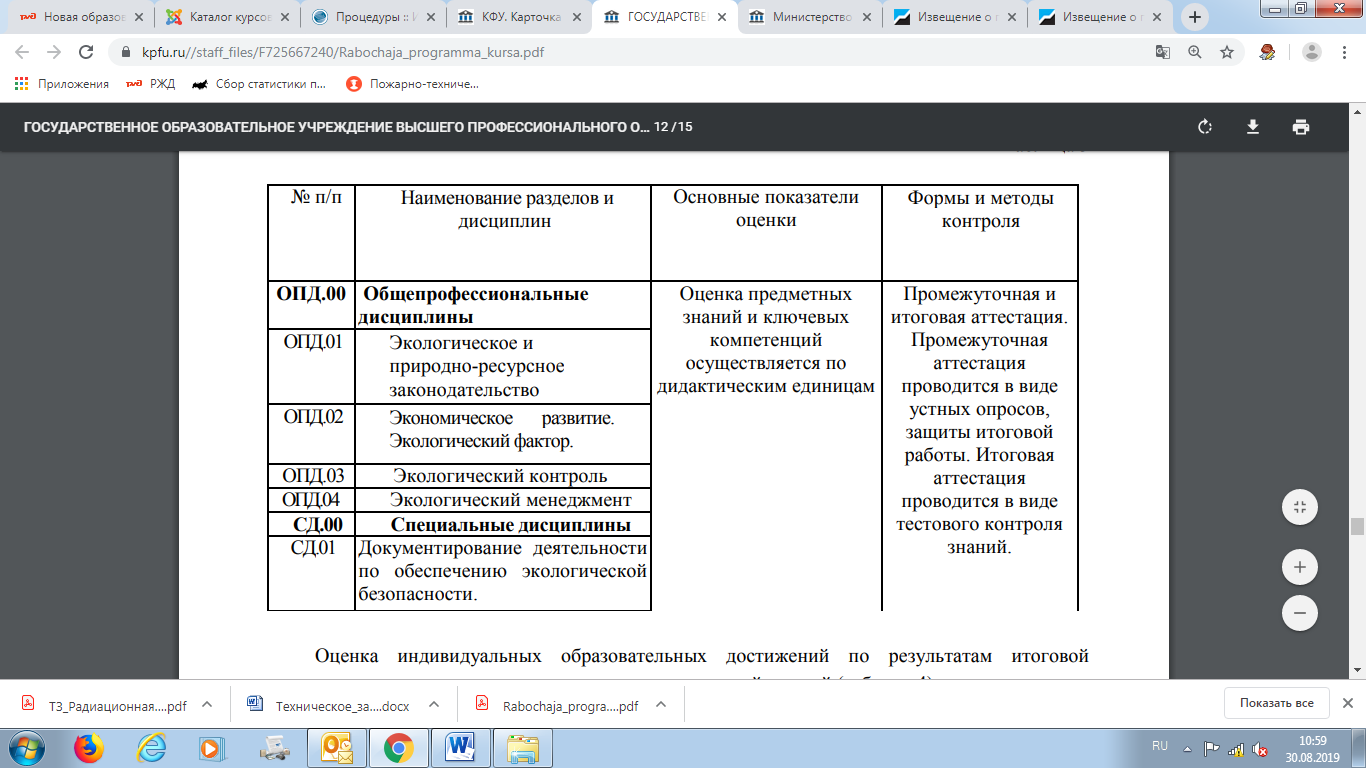 Новая образов
Каталог курсов
Процедуры :: И
КФУ. Карточка
ГОСУДАРСТВЕН
Министерство
Извещение о п
Извещение о п
kpfu.ru//staff_files/F725667240/Rabochaja_programma_kursa.pdf
Приложения
РЖД
Сбор статистики п...
Пожарно-техниче...
ГОСУДАРСТВЕННОЕ ОБРАЗОВАТЕЛЬНОЕ УЧРЕЖДЕНИЕ ВЫСШЕГО ПРОФЕССИОНАЛЬНОГО О... 12 / 15
№ п/п
Наименование разделов и
дисциплин
Основные показатели
оценки
Формы и методы
контроля
ОПД.00
Общепрофессиональные
дисциплины
ОПД.01
Экологическое и
природно-ресурсное
законодательство
ОПД.02
Экономическое развитие.
Экологический фактор.
ОПД.03
Экологический контроль
ОПД.04
Экологический менеджмент
СД.00
Специальные дисциплины
СД.01
Документирование деятельности
по обеспечению экологической
безопасности.
Оценка предметных
знаний и ключевых
компетенций
осуществляется по
дидактическим единицам
Промежуточная и
итоговая аттестация.
Промежуточная
аттестация
проводится в виде
устных опросов,
защиты итоговой
работы. Итоговая
аттестация
проводится в виде
тестового контроля
знаний.
Оценка индивидуальных образовательных достижений по результатам итоговой
ТЗ_Радиационная....pdf
Техническое_за....docx
Rabochaja_progra....pdf
Показать все
RU
10:59
30.08.2019